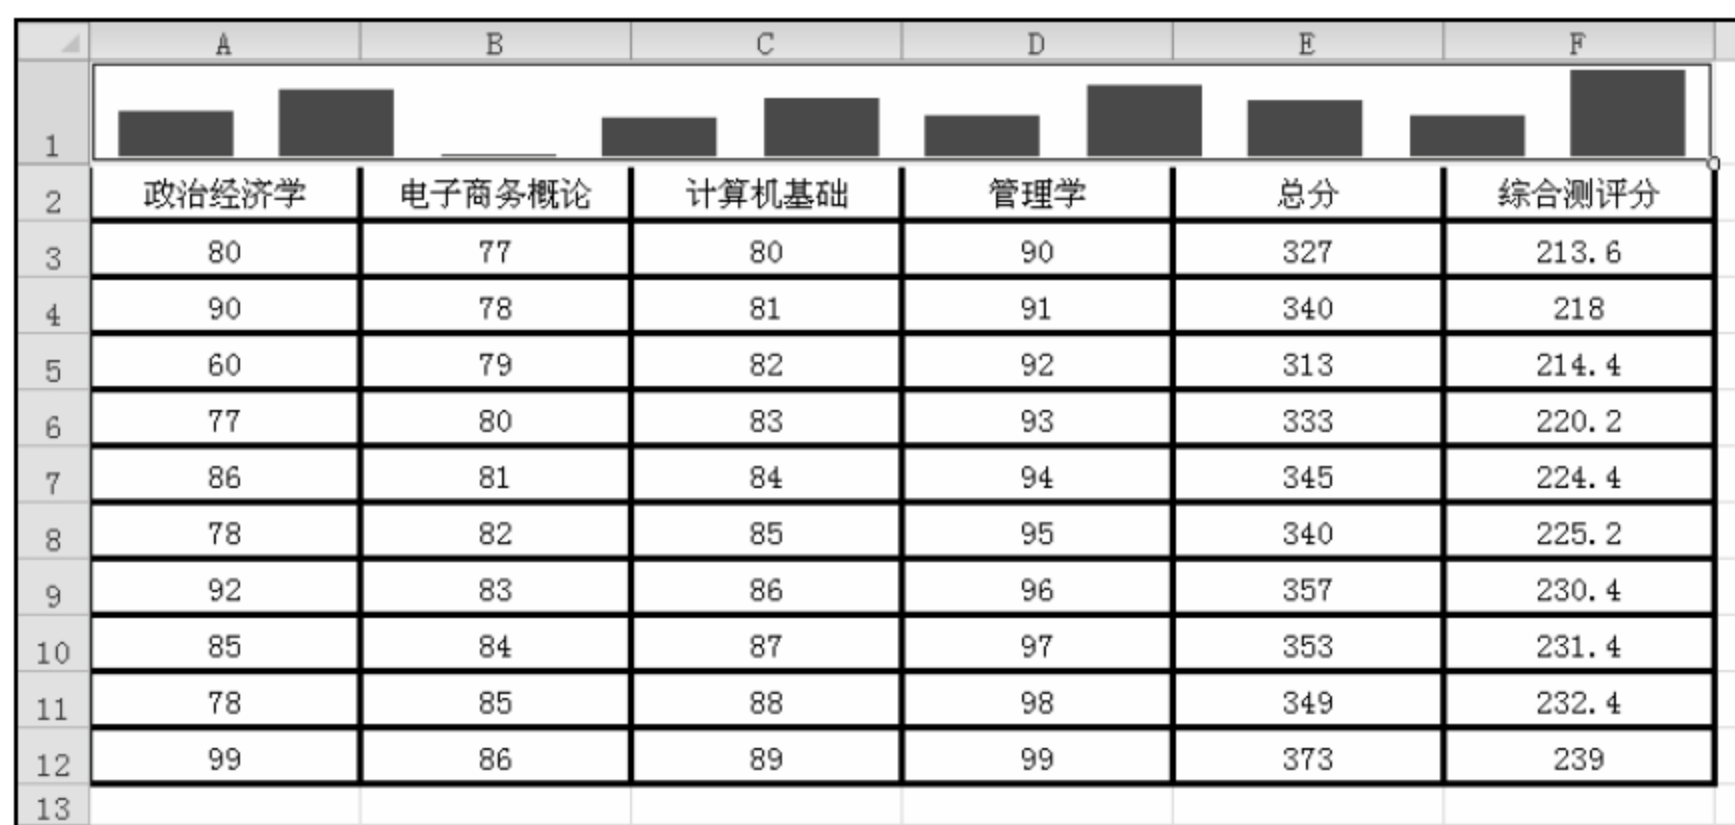 A B C D E F
1
2 政治经济学 电子商务概论 计算机基础 管理学 总分 综合测评分
3 80 77 80 90 327 213.6
4 90 78 81 91 340 218
5 60 79 82 92 313 214.4
6 77 80 83 93 333 220.2
7 86 81 84 94 345 224.4
8 78 82 85 95 340 225.2
9 92 83 86 96 357 230.4
10 85 84 87 97 353 231.4
11 78 85 88 98 349 232.4
12 99 86 89 99 373 239
13